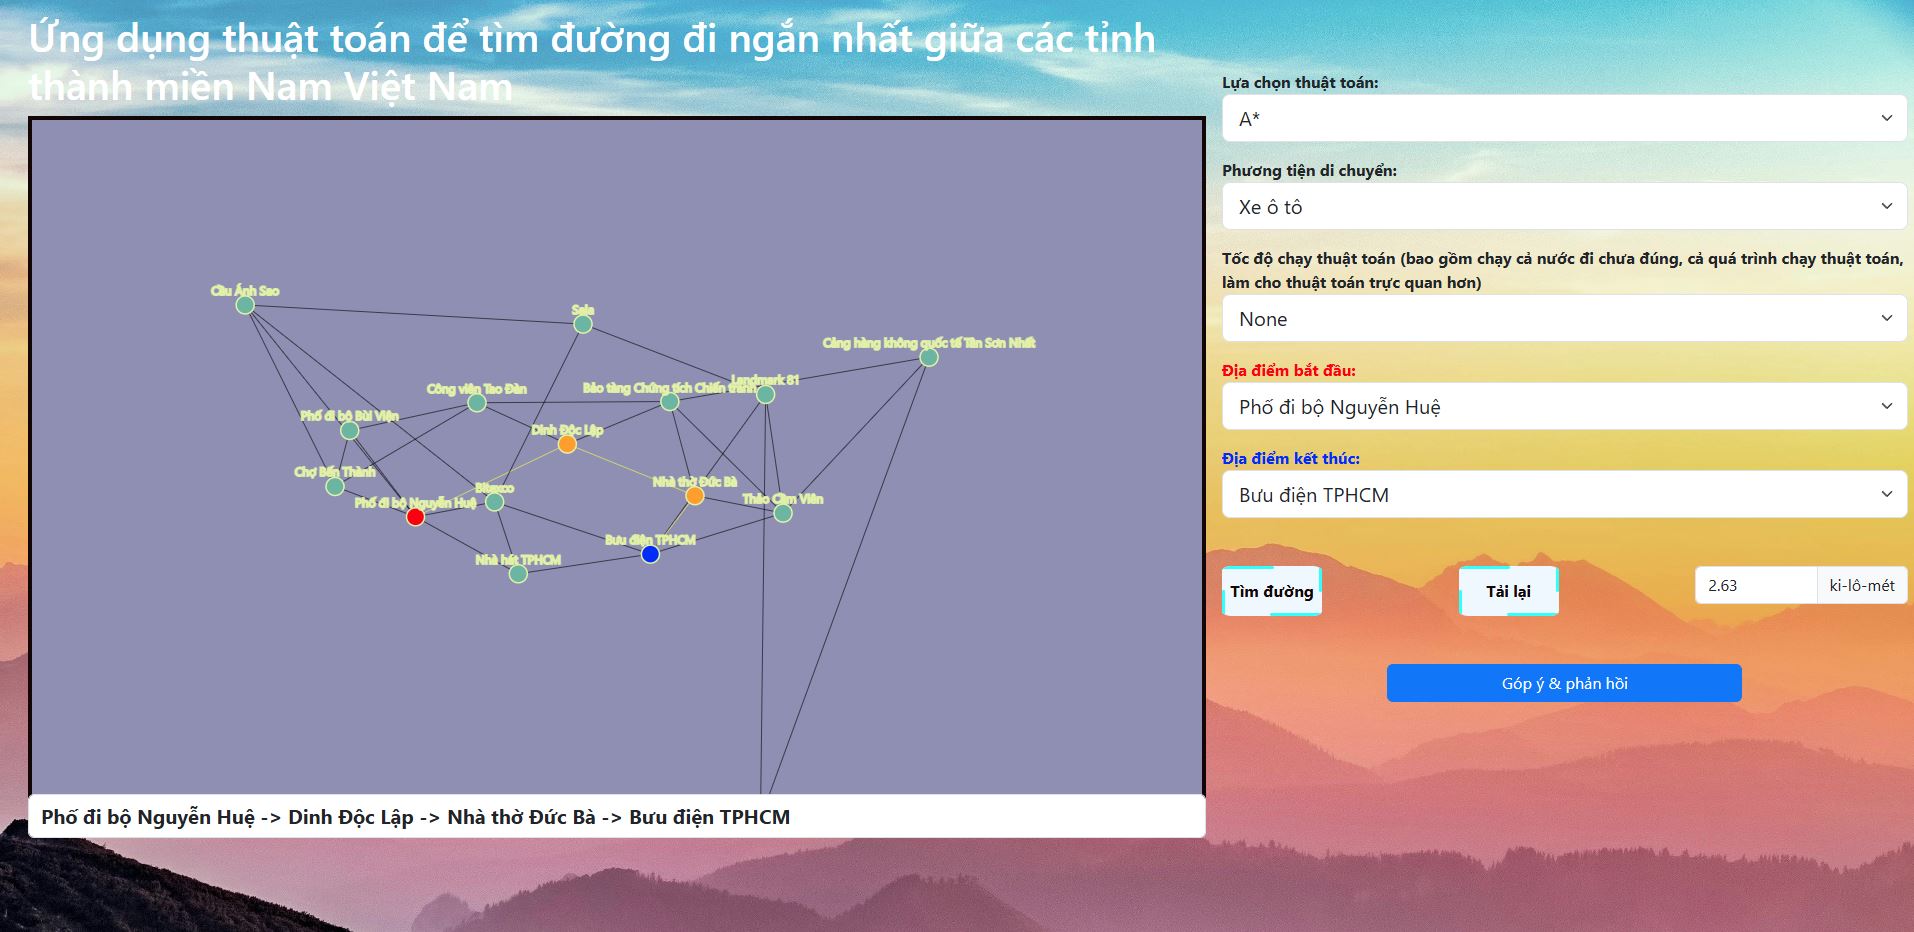 Ứng dụng thuật toán để tìm đường đi ngắn nhất giữa các tỉnh
thành miền Nam Việt Nam
Lựa chọn thuật toán:
A*
Phương tiện di chuyển:
Xe ô tô
Tốc độ chạy thuật toán (bao gồm chạy cả nước đi chưa đúng, cả quá trình chạy thuật toán,
làm cho thuật toán trực quan hơn)
None
Địa điểm bắt đầu:
Phố đi bộ Nguyễn Huệ
Địa điểm kết thúc:
Bưu điện TPHCM
Tìm đường
Tải lại
2.63 ki-lô-mét
Góp ý & phản hồi
Cầu Ánh Sao
Sala
Cảng hàng không quốc tế Tân Sơn Nhất
Landmark 81
Công viên Tao Đàn
Bảo tàng Chứng tích Chiến tranh
Phố đi bộ Bùi Viện
Dinh Độc Lập
Chợ Bến Thành
Nhà thờ Đức Bà
Bitexco
Thảo Cầm Viên
Phố đi bộ Nguyễn Huệ
Bưu điện TPHCM
Nhà hát TPHCM
Phố đi bộ Nguyễn Huệ -> Dinh Độc Lập -> Nhà thờ Đức Bà -> Bưu điện TPHCM